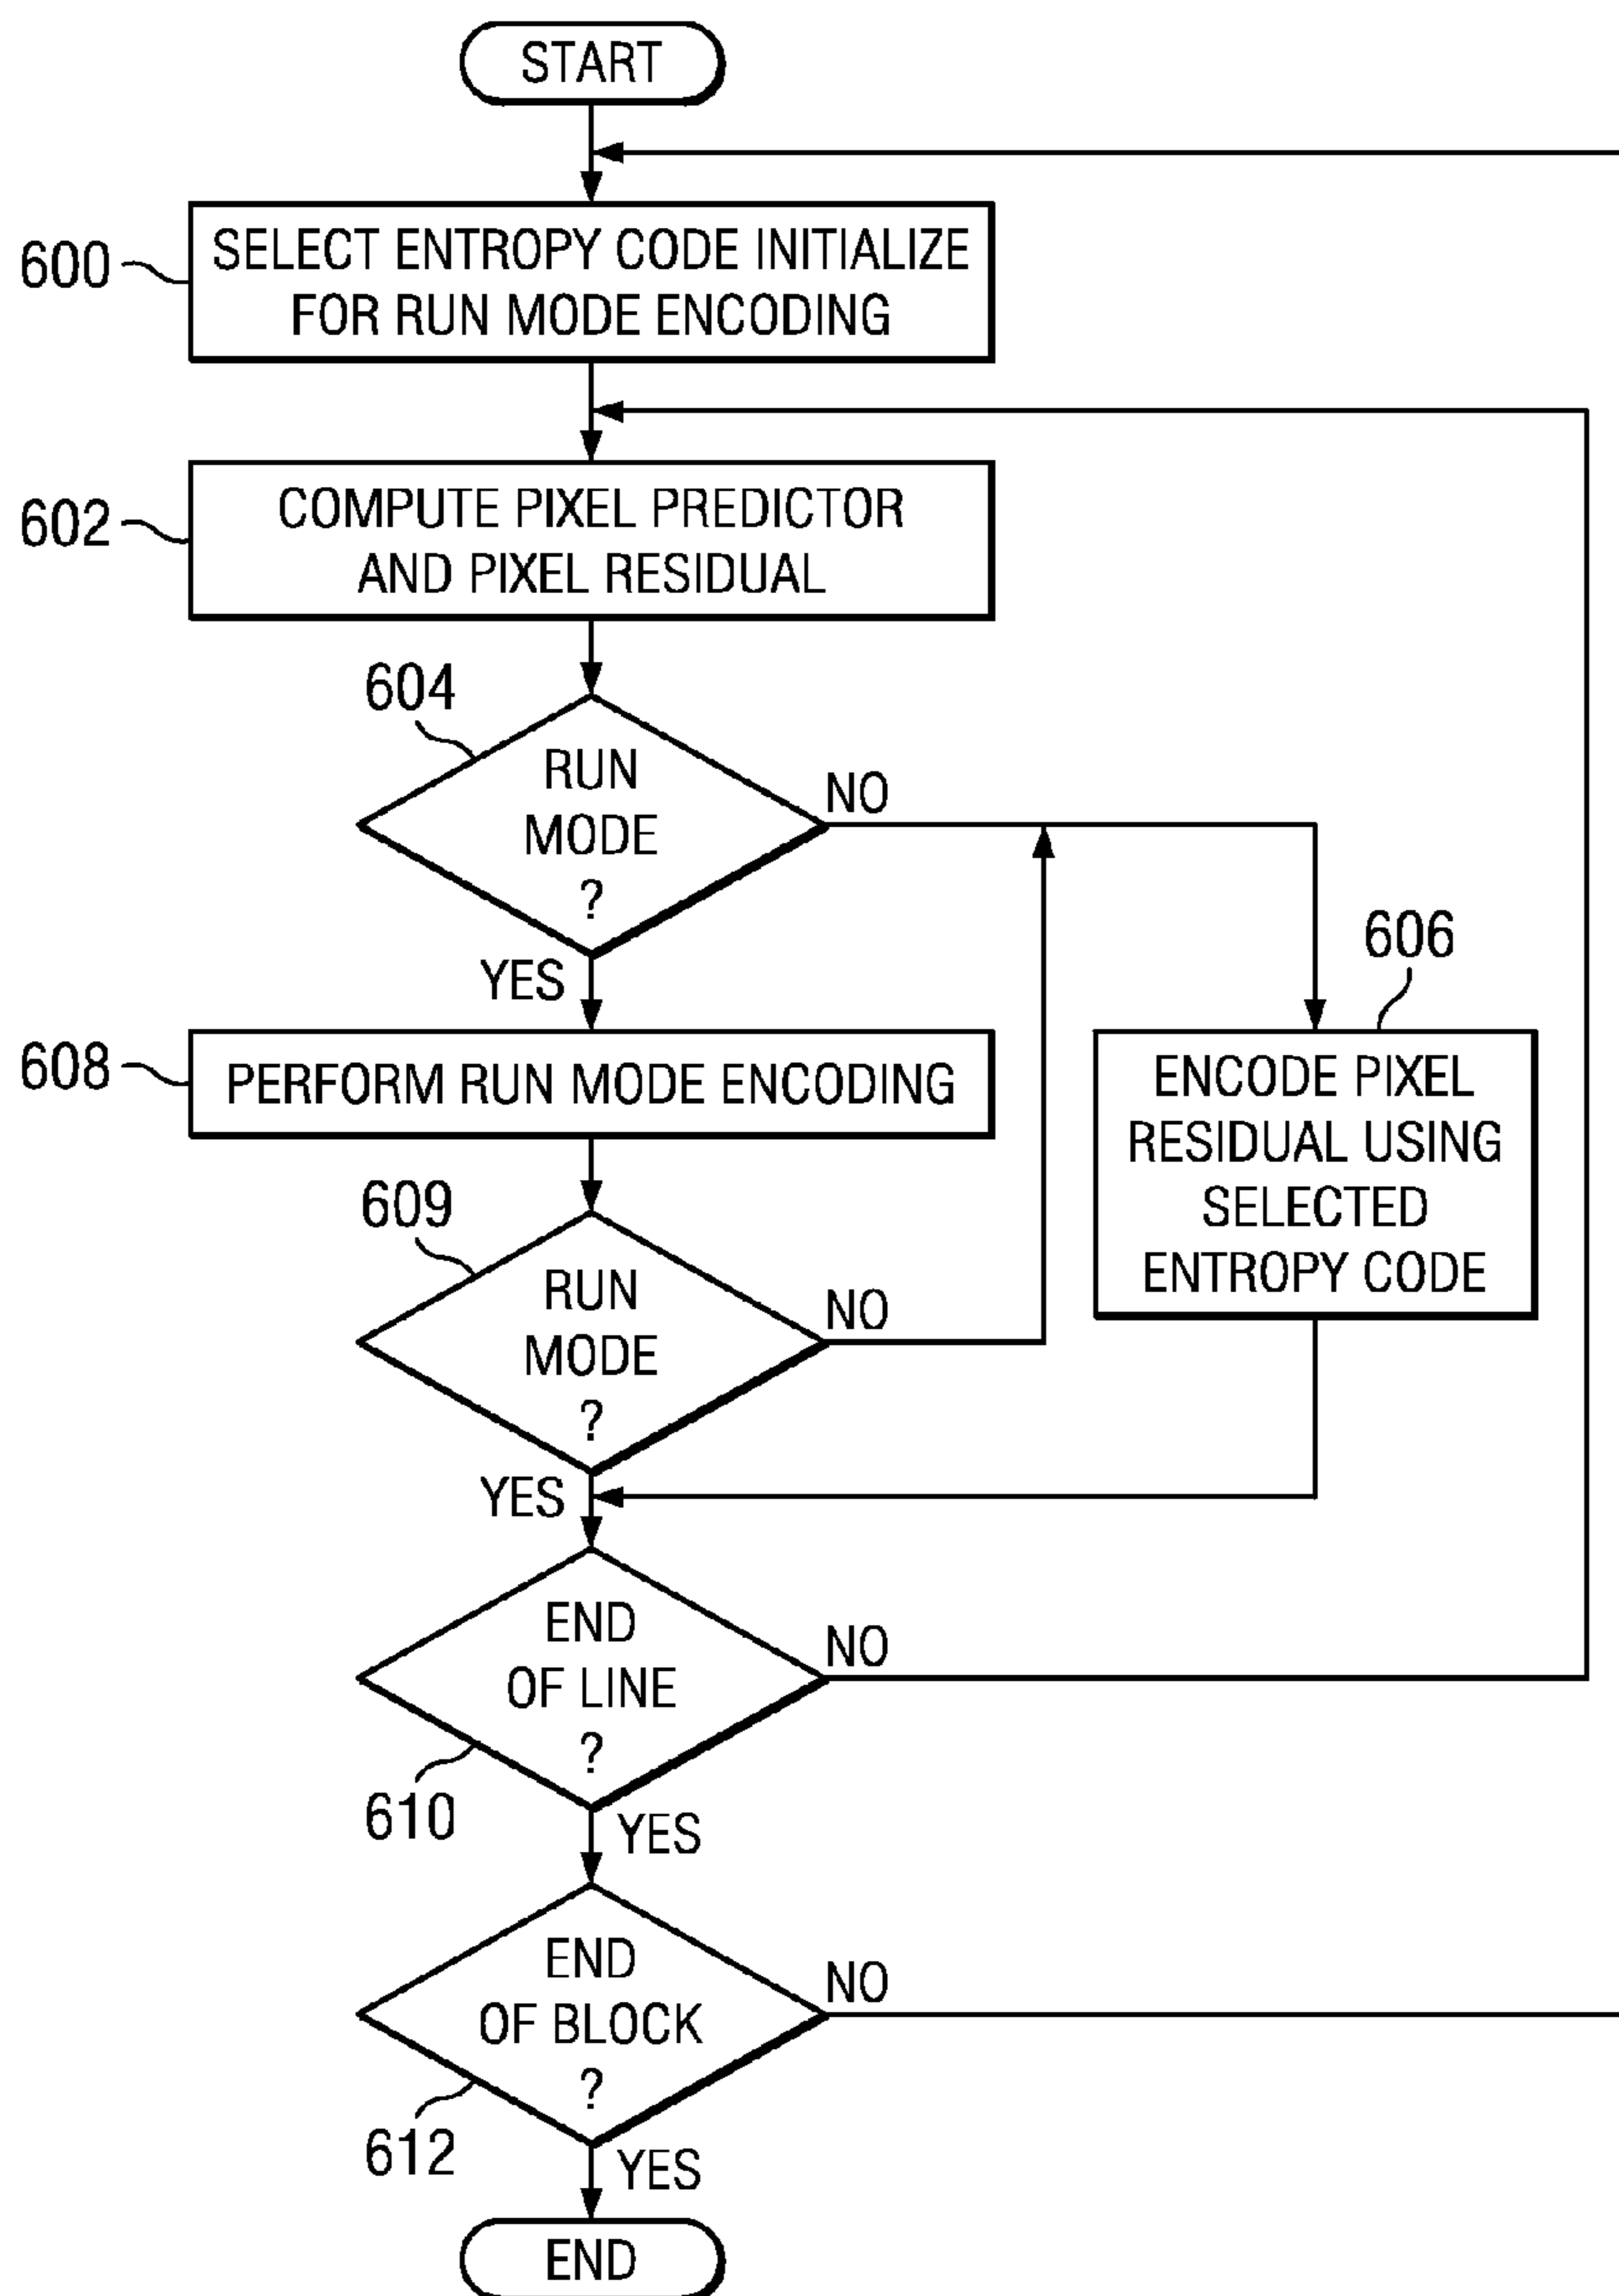 START
600
SELECT ENTROPY CODE INITIALIZE
FOR RUN MODE ENCODING
602
COMPUTE PIXEL PREDICTOR
AND PIXEL RESIDUAL
604
RUN
MODE
?
NO
YES
606
ENCODE PIXEL
RESIDUAL USING
SELECTED
ENTROPY CODE
608
PERFORM RUN MODE ENCODING
609
RUN
MODE
?
NO
YES
END
OF LINE
?
NO
610
YES
END
OF BLOCK
?
NO
612
YES
END